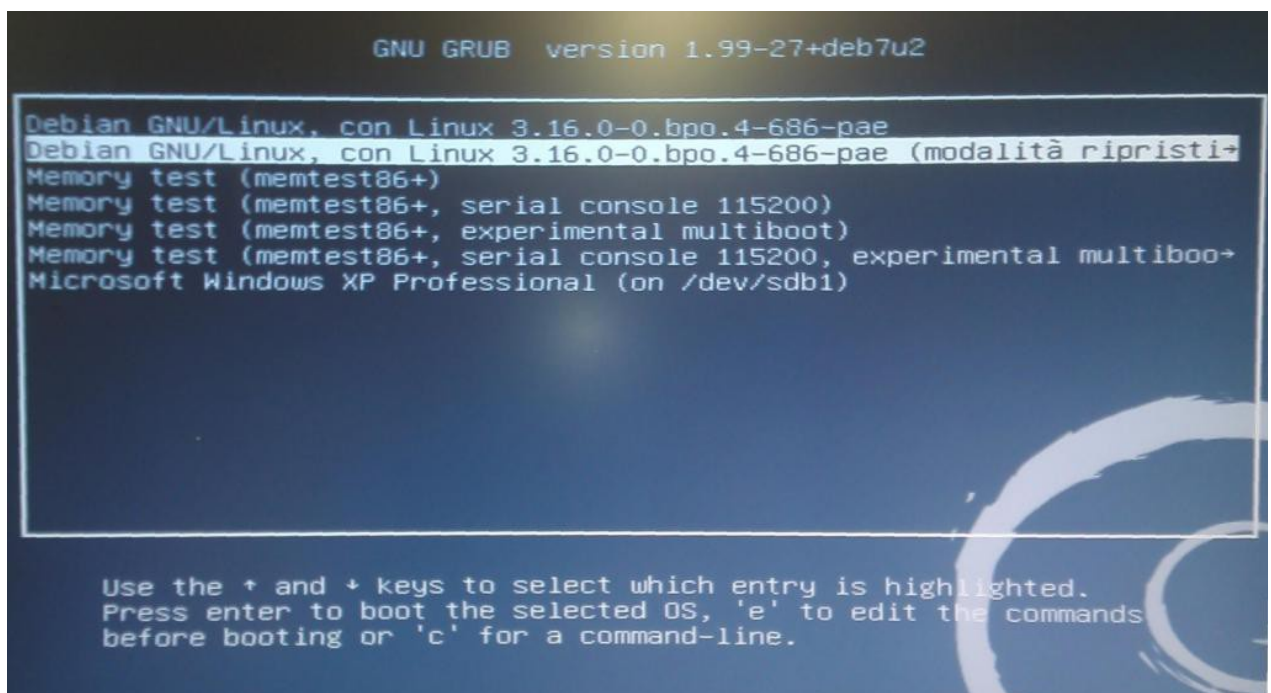 GNU GRUB version 1.99-27+deb7u2
Debian GNU/Linux, con Linux 3.16.0-0.bpo.4-686-pae
Debian GNU/Linux, con Linux 3.16.0-0.bpo.4-686-pae (modalità ripristi→
Memory test (memtest86+)
Memory test (memtest86+, serial console 115200)
Memory test (memtest86+, experimental multiboot)
Memory test (memtest86+, serial console 115200, experimental multiboo→
Microsoft Windows XP Professional (on /dev/sdb1)
Use the ↑ and ↓ keys to select which entry is highlighted.
Press enter to boot the selected OS, 'e' to edit the commands
before booting or 'c' for a command-line.